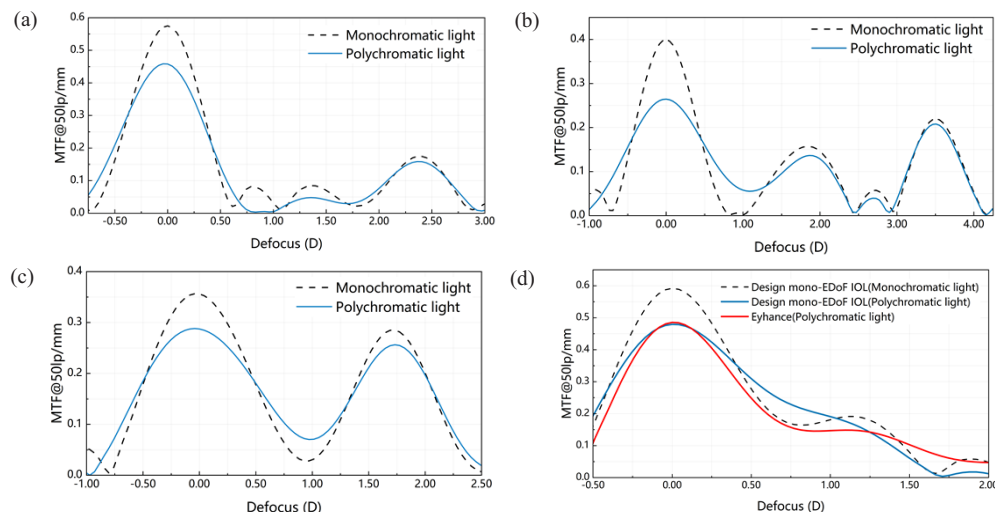 (a)
Monochromatic light
Polychromatic light
MTF@50lp/mm
0.6
0.5
0.4
0.3
0.2
0.1
0.0
-0.50 0.00 0.50 1.00 1.50 2.00 2.50 3.00
Defocus (D)
(b)
Monochromatic light
Polychromatic light
MTF@50lp/mm
0.4
0.3
0.2
0.1
0.0
-1.00 0.00 1.00 2.00 3.00 4.00
Defocus (D)
(c)
Monochromatic light
Polychromatic light
MTF@50lp/mm
0.4
0.3
0.2
0.1
0.0
-1.00 -0.50 0.00 0.50 1.00 1.50 2.00 2.50
Defocus (D)
(d)
Design mono-EDoF IOL(Monochromatic light)
Design mono-EDoF IOL(Polychromatic light)
Eyhance(Polychromatic light)
MTF@50lp/mm
0.6
0.5
0.4
0.3
0.2
0.1
0.0
-0.50 0.00 0.50 1.00 1.50 2.00
Defocus (D)